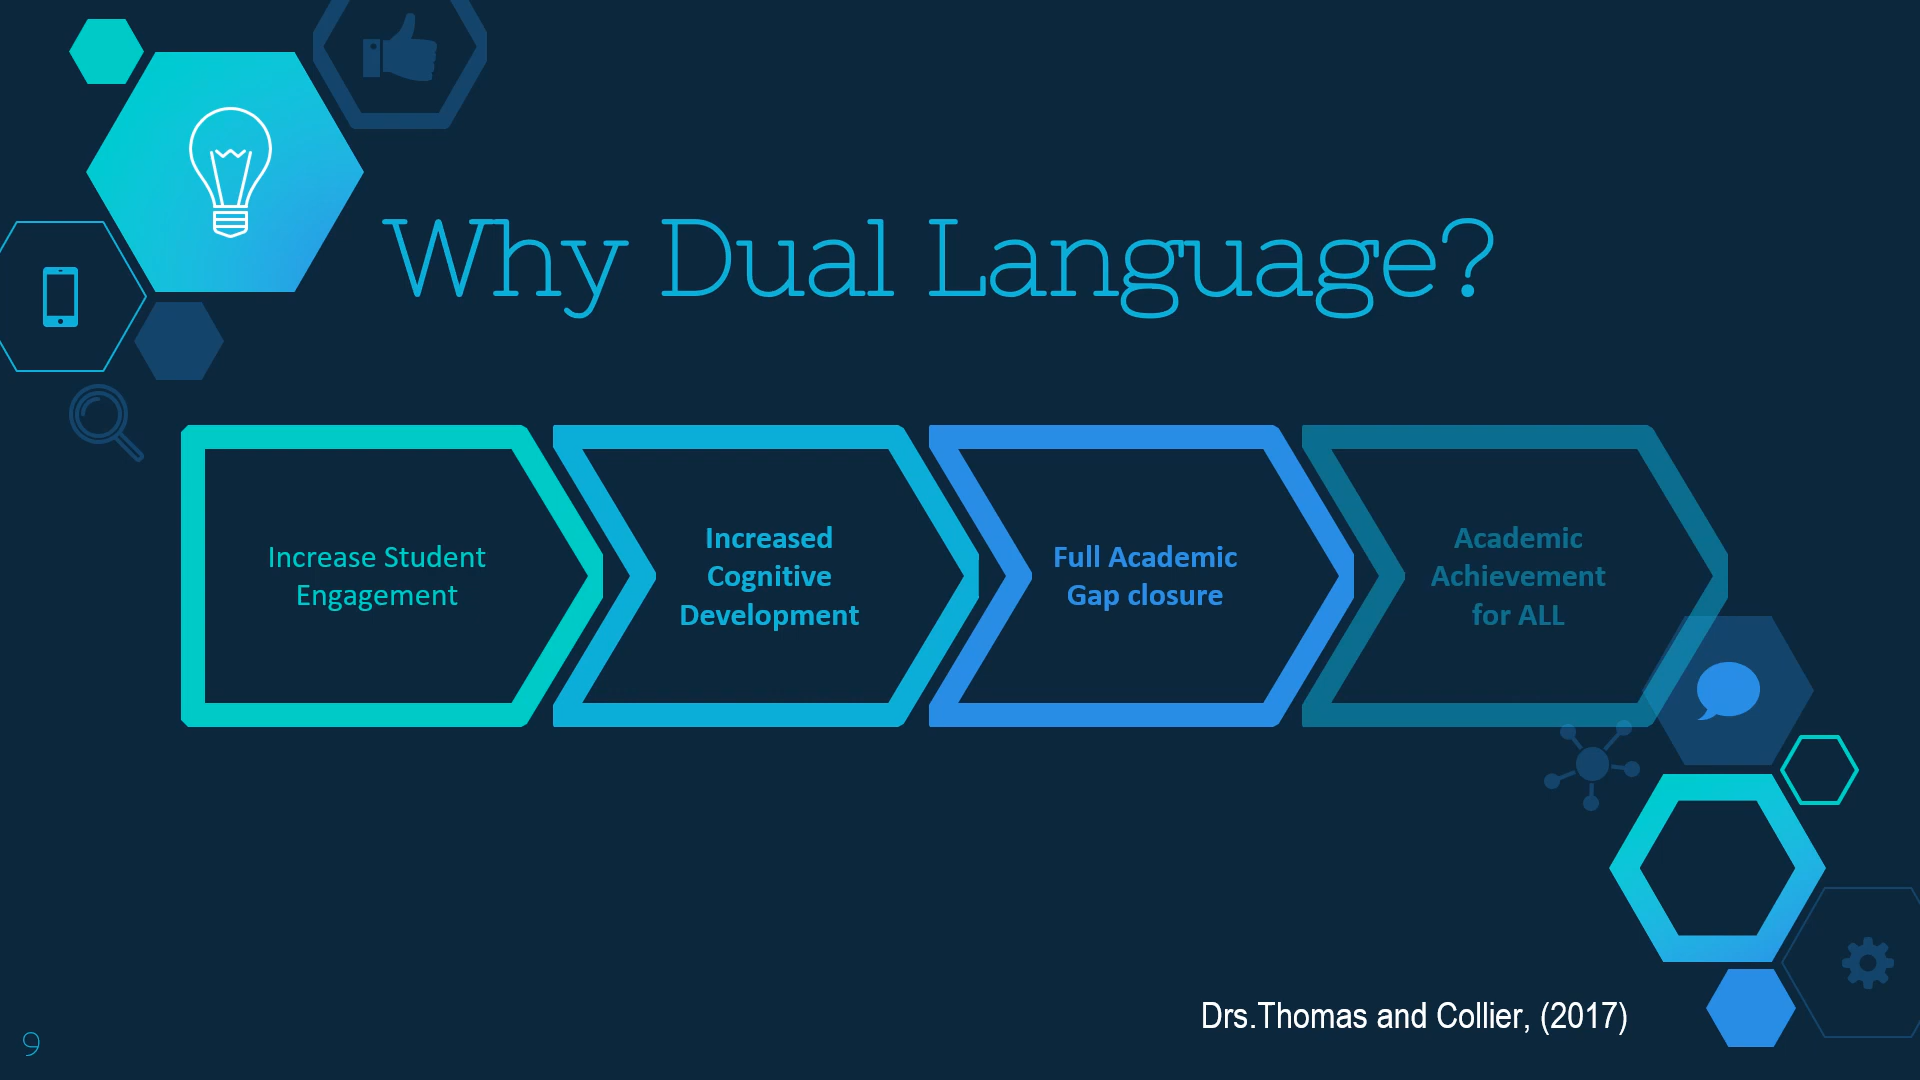 Why Dual Language?
Increase Student
Engagement
Increased
Cognitive
Development
Full Academic
Gap closure
Academic
Achievement
for ALL
Drs.Thomas and Collier, (2017)
9